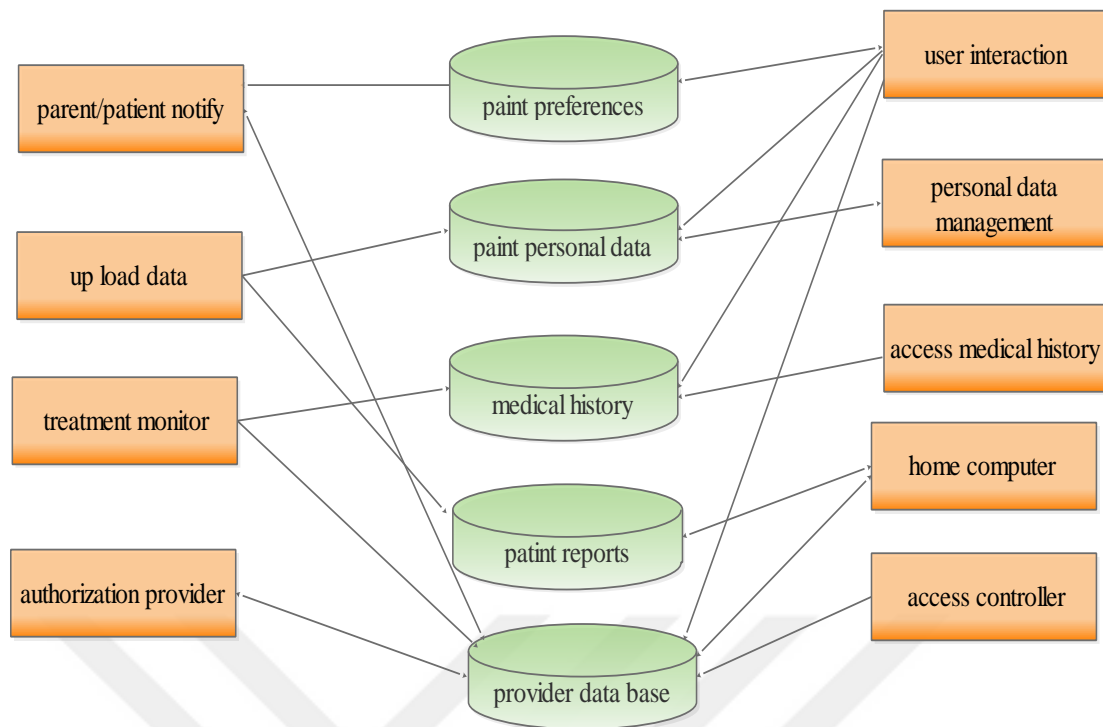 parent/patient notify
up load data
treatment monitor
authorization provider
paint preferences
paint personal data
medical history
patint reports
provider data base
user interaction
personal data
management
access medical history
home computer
access controller